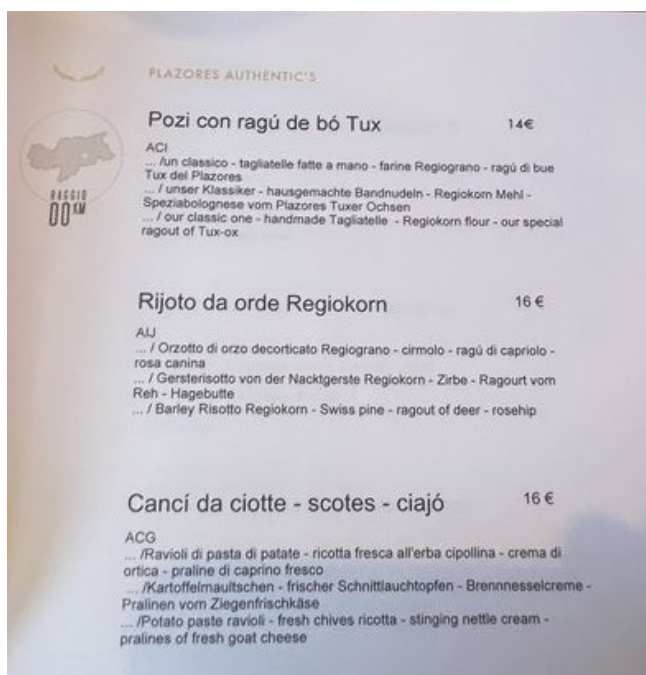 PLAZORES AUTHENTIC'S
Pozi con ragú de bó Tux 14€
ACI
... /un classico - tagliatelle fatte a mano - farine Regiograno - ragú di bue
Tux del Plazores
... / unser Klassiker - hausgemachte Bandnudeln - Regiokorn Mehl -
Speziabolognese vom Plazores Tuxer Ochsen
... / our classic one - handmade Tagliatelle - Regiokorn flour - our special
ragout of Tux-ox
RAGGIO
00 KM
Rijoto da orde Regiokorn 16 €
AIJ
... / Orzotto di orzo decorticato Regiograno - cirmolo - ragú di capriolo -
rosa canina
... / Gersterisotto von der Nacktgerste Regiokorn - Zirbe - Ragourt vom
Reh - Hagebutte
... / Barley Risotto Regiokorn - Swiss pine - ragout of deer - rosehip
Cancí da ciotte - scotes - ciajó 16 €
ACG
... /Ravioli di pasta di patate - ricotta fresca all'erba cipollina - crema di
ortica - praline di caprino fresco
... /Kartoffelmaultschen - frischer Schnittlauchtopfen - Brennnesselcreme -
Pralinen vom Ziegenfrischkäse
... /Potato paste ravioli - fresh chives ricotta - stinging nettle cream -
pralines of fresh goat cheese